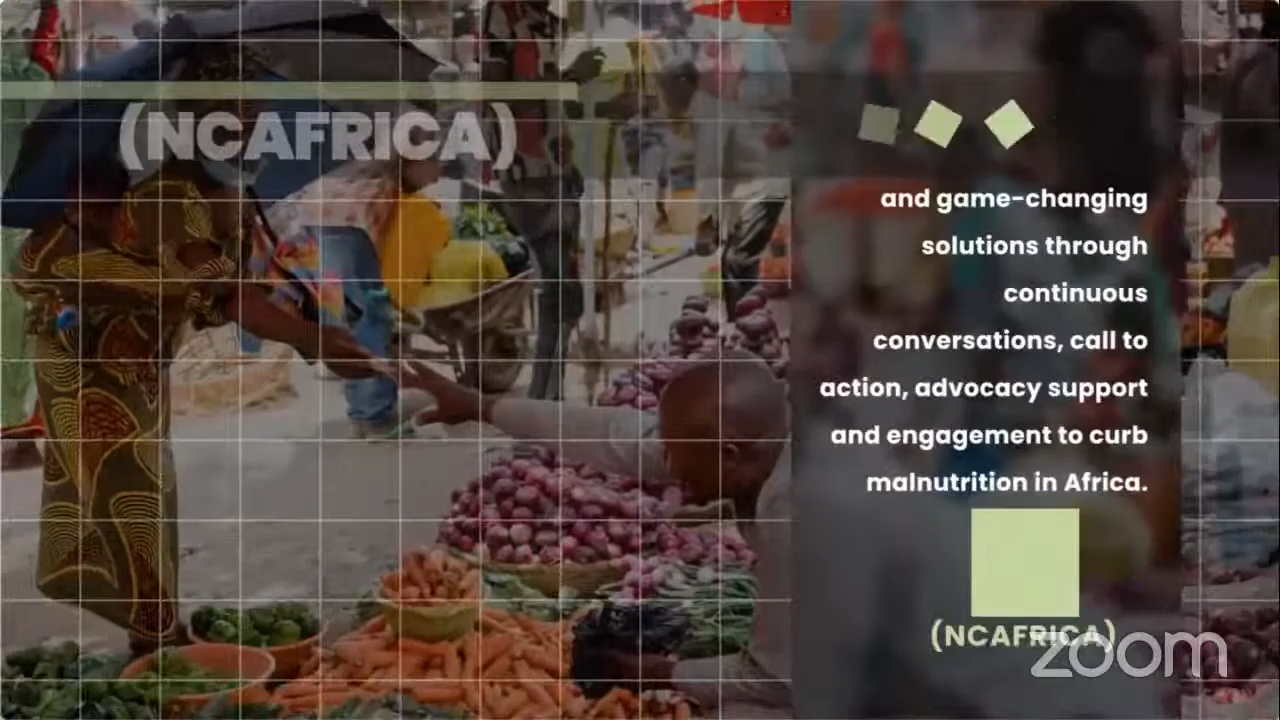 (NCAFRICA)
and game-changing
solutions through
continuous
conversations, call to
action, advocacy support
and engagement to curb
malnutrition in Africa.
(NCAFRICA)
zoom